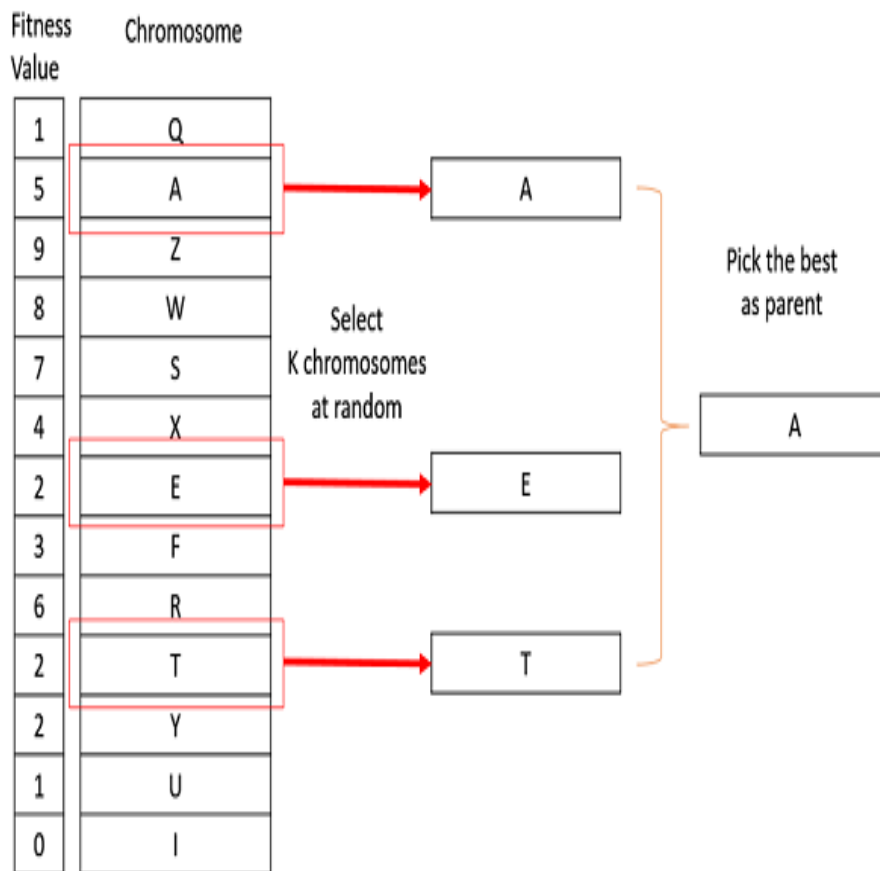 Fitness
Value
Chromosome
1 Q
5 A
9 Z
8 W
7 S
4 X
2 E
3 F
6 R
2 T
2 Y
1 U
0 I
Select
K chromosomes
at random
A
E
T
Pick the best
as parent
A